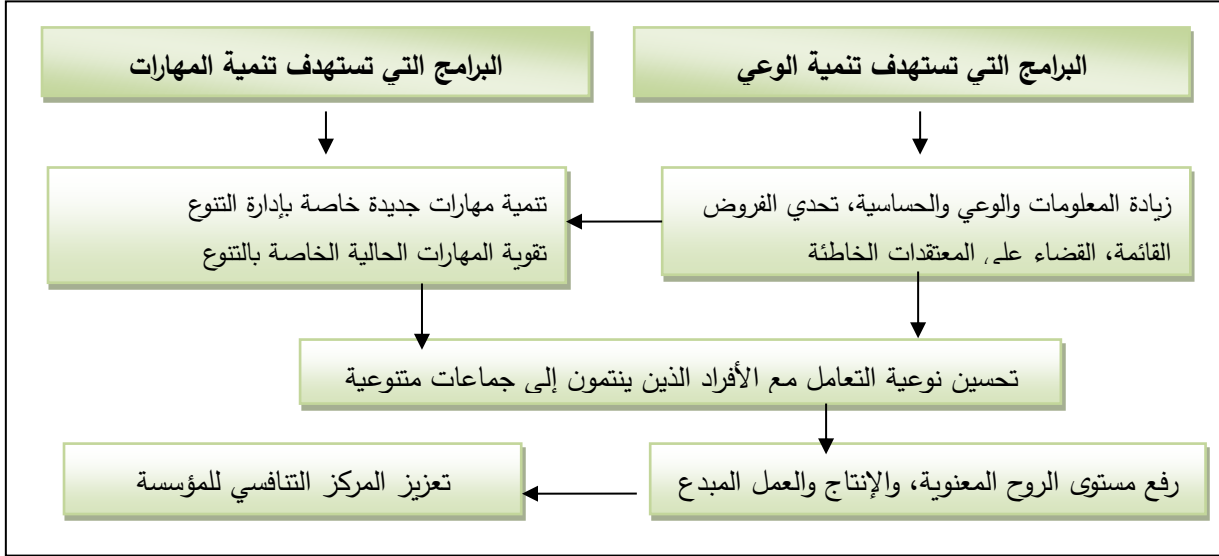 البرامج التي تستهدف تنمية الوعي
البرامج التي تستهدف تنمية المهارات
زيادة المعلومات والوعي والحساسية، تحدي الفروض
القائمة، القضاء على المعتقدات الخاطئة
تنمية مهارات جديدة خاصة بإدارة التنوع
تقوية المهارات الحالية الخاصة بالتنوع
تحسين نوعية التعامل مع الأفراد الذين ينتمون إلى جماعات متنوعية
رفع مستوى الروح المعنوية، والإنتاج والعمل المبدع
تعزيز المركز التنافسي للمؤسسة